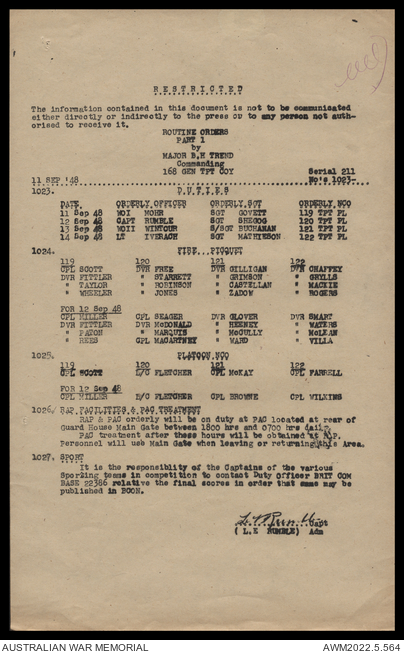 RESTRICTED
The information contained in this document is not to be communicated
either directly or indirectly to the press or to any person not auth-
orised to receive it.
ROUTINE ORDERS
PART 1
by
MAJOR B,H TREND
Commanding
168 GEN TPT COY Serial 211
11 SEP '48 No's 1023-
1023. DUTIES
DATE ORDERLY OFFICER ORDERLY SGT ORDERLY NCO
11 Sep 48 WOI MOHR SGT GOVETT 119 TPT PL
12 Sep 48 CAPT RUMBLE SGT SHEGOG 120 TPT PL
13 Sep 48 WOII WINTOUR S/SGT BUCHANAN 121 TPT PL
14 Sep 48 LT IVERACH SGT MATHIESON 122 TPT PL
1024. FIRE PICQUET
119 120 121 122
CPL SCOTT DVR FREE DVR GILLIGAN DVR CHAFFEY
DVR FITTLER " STARRETT " GRIMSON " GRYLLS
" TAYLOR " ROBINSON " CASTELLAN " MACKIE
" WHEELER " JONES " ZADOW " ROGERS
FOR 12 Sep 48
CPL MILLER CPL SEAGER DVR GLOVER DVR SMART
DVR FITTLER DVR McDONALD " KEENEY " WATERS
" PATON " MARQUIS " McGULLY " McLEAN
" REES CPL MACARTNEY " WARD " VILLA
1025. PLATOON NCO
119 120 121 122
CPL SCOTT L/C FLETCHER CPL McKAY CPL FARRELL
FOR 12 Sep 48
CPL MILLER L/C FLETCHER CPL BROWNE CPL WILKINS
1026. RAP FACILITIES & PAC TREATMENT
RAP & PAC orderly will be on duty at PAC located at rear of
Guard House Main Gate between 1800 hrs and 0700 hrs daily.
PAC treatment after these hours will be obtained at RAP.
Personnel will use Main Gate when leaving or returning this Area.
1027. SPORT
It is the responsiblity of the Captains of the various
Sporting teams in competition to contact Duty Officer BRIT COM
BASE 22386 relative the final scores in order that same may be
published in BCON.
Capt
( L.E RUMBLE) Adm
AUSTRALIAN WAR MEMORIAL AWM2022.5.564